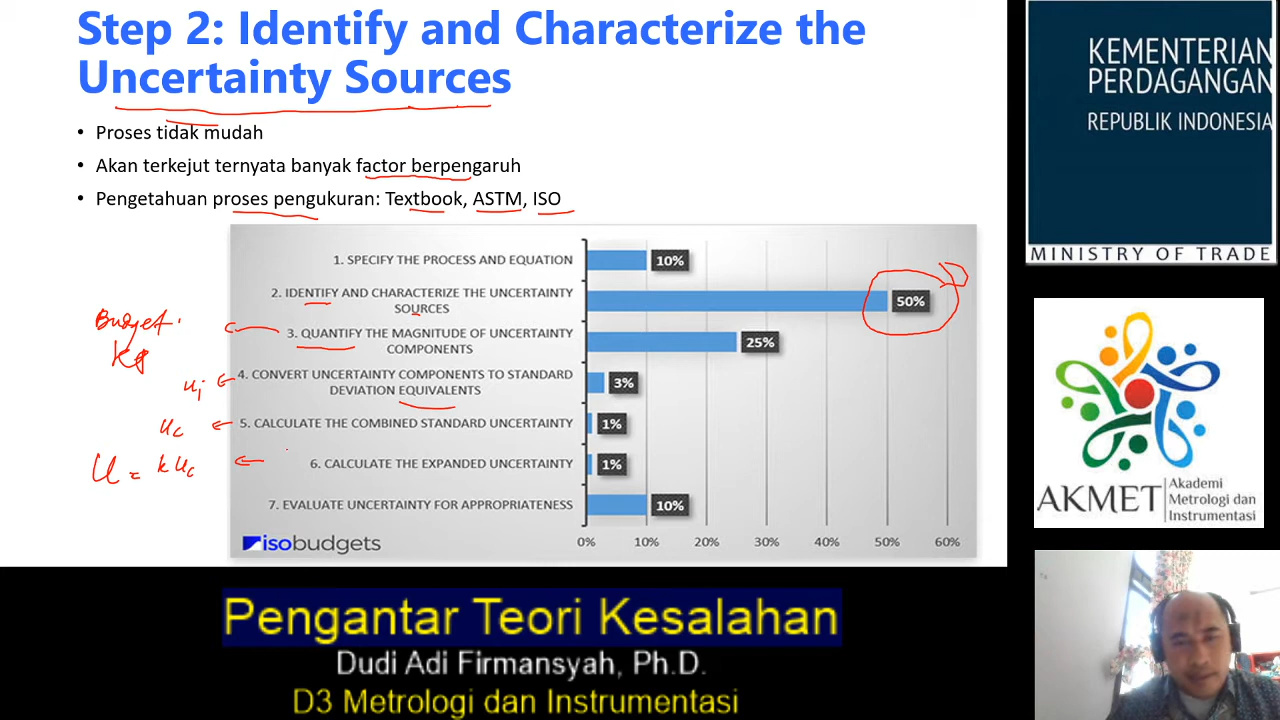 Step 2: Identify and Characterize the
Uncertainty Sources
• Proses tidak mudah
• Akan terkejut ternyata banyak factor berpengaruh
• Pengetahuan proses pengukuran: Textbook, ASTM, ISO
1. SPECIFY THE PROCESS AND EQUATION
10%
2. IDENTIFY AND CHARACTERIZE THE UNCERTAINTY
SOURCES
50%
3. QUANTIFY THE MAGNITUDE OF UNCERTAINTY
COMPONENTS
25%
4. CONVERT UNCERTAINTY COMPONENTS TO STANDARD
DEVIATION EQUIVALENTS
3%
5. CALCULATE THE COMBINED STANDARD UNCERTAINTY
1%
6. CALCULATE THE EXPANDED UNCERTAINTY
1%
7. EVALUATE UNCERTAINTY FOR APPROPRIATENESS
10%
0% 10% 20% 30% 40% 50% 60%
isobudgets
Budget.
ui
uc
U = k uc
KEMENTERIAN
PERDAGANGAN
REPUBLIK INDONESIA
MINISTRY OF TRADE
AKMET
Akademi
Metrologi dan
Instrumentasi
Pengantar Teori Kesalahan
Dudi Adi Firmansyah, Ph.D.
D3 Metrologi dan Instrumentasi